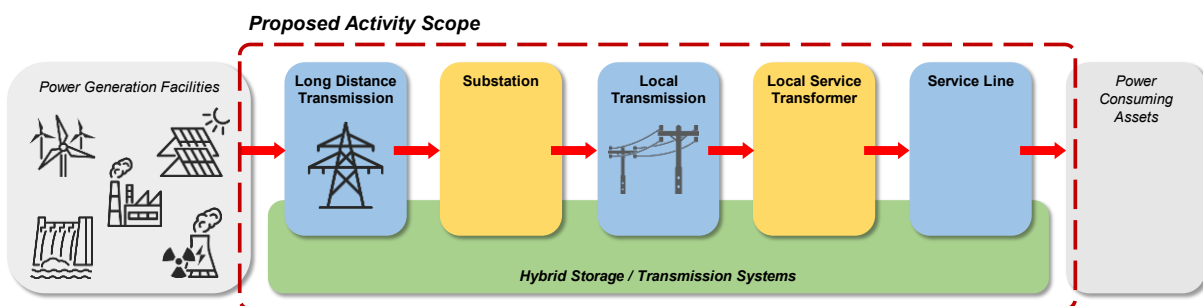 Proposed Activity Scope
Power Generation Facilities
Long Distance
Transmission
Substation
Local
Transmission
Local Service
Transformer
Service Line
Power
Consuming
Assets
Hybrid Storage / Transmission Systems